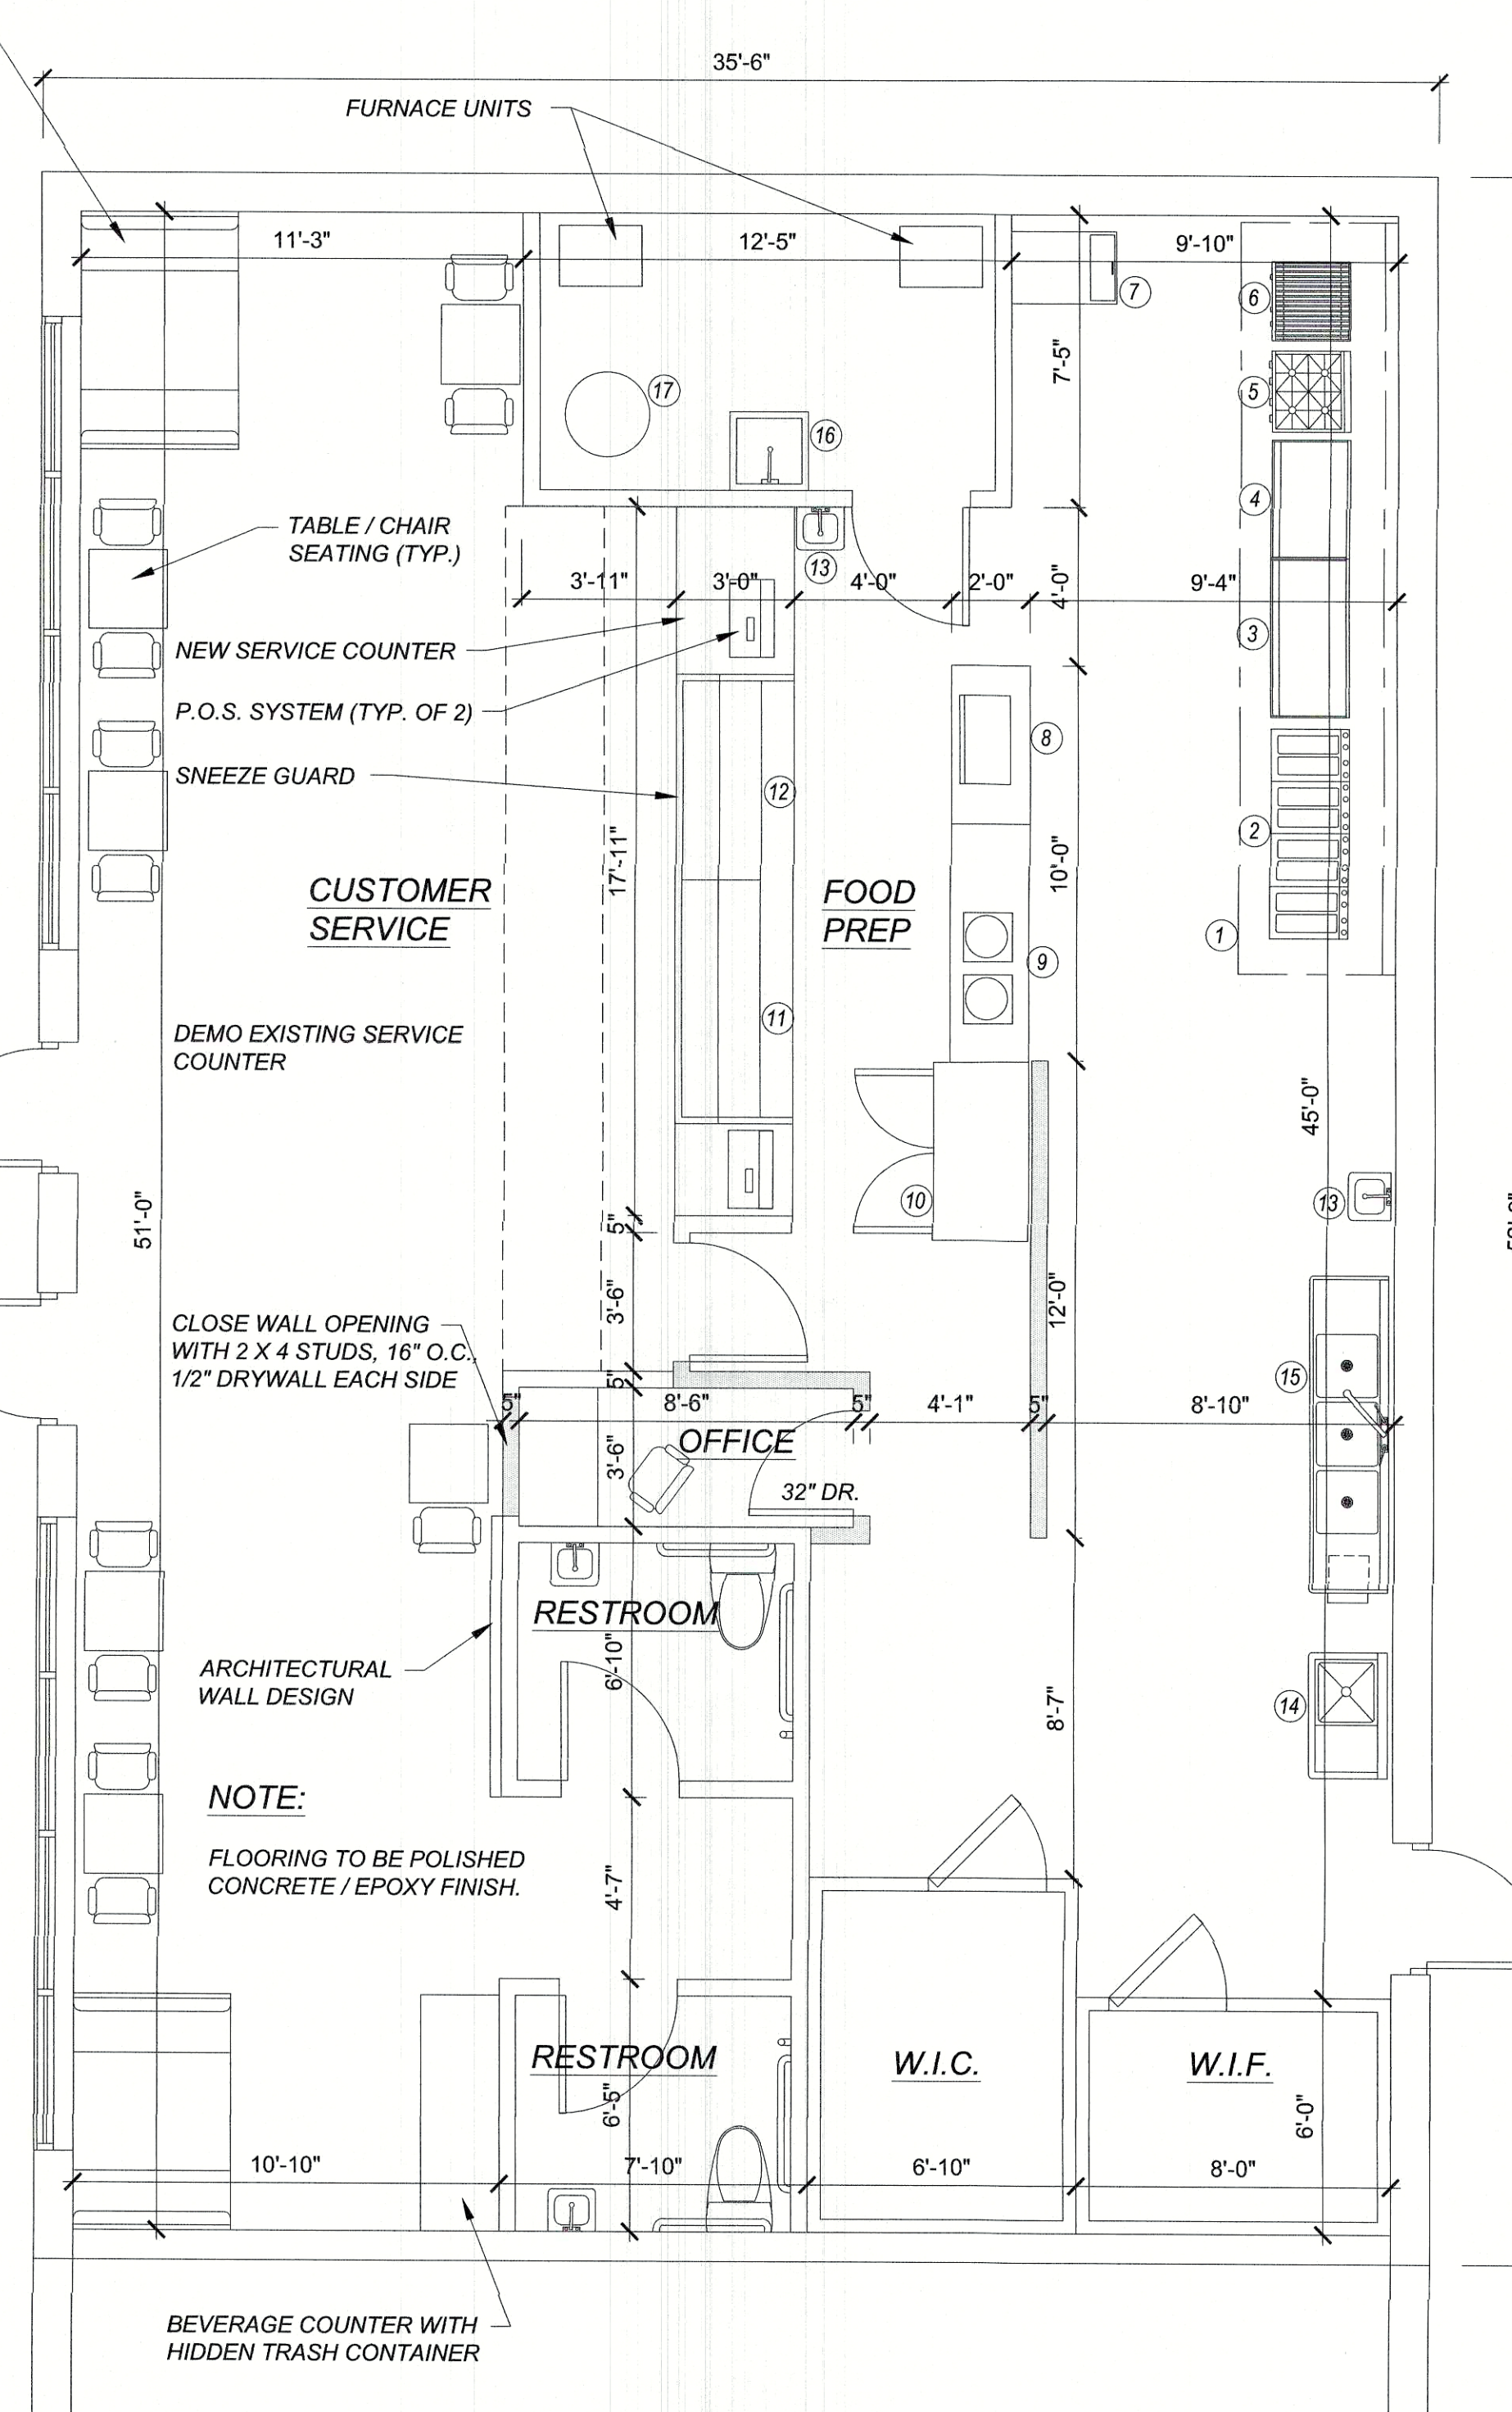 35'-6"
FURNACE UNITS
11'-3"
12'-5"
9'-10"
7
6
7'-5"
5
17
16
4
TABLE / CHAIR
SEATING (TYP.)
13
3'-11"
3'-0"
4'-0"
2'-0"
4'-0"
9'-4"
3
NEW SERVICE COUNTER
P.O.S. SYSTEM (TYP. OF 2)
8
SNEEZE GUARD
12
2
17'-11"
10'-0"
CUSTOMER
SERVICE
FOOD
PREP
1
9
11
DEMO EXISTING SERVICE
COUNTER
45'-0"
51'-0"
10
13
5"
3'-6"
12'-0"
CLOSE WALL OPENING
WITH 2 X 4 STUDS, 16" O.C.,
1/2" DRYWALL EACH SIDE
15
5"
5"
8'-6"
5"
4'-1"
5"
8'-10"
OFFICE
3'-6"
32" DR.
RESTROOM
6'-10"
ARCHITECTURAL
WALL DESIGN
8'-7"
14
NOTE:
FLOORING TO BE POLISHED
CONCRETE / EPOXY FINISH.
4'-7"
RESTROOM
W.I.C.
W.I.F.
6'-5"
6'-0"
10'-10"
7'-10"
6'-10"
8'-0"
BEVERAGE COUNTER WITH
HIDDEN TRASH CONTAINER